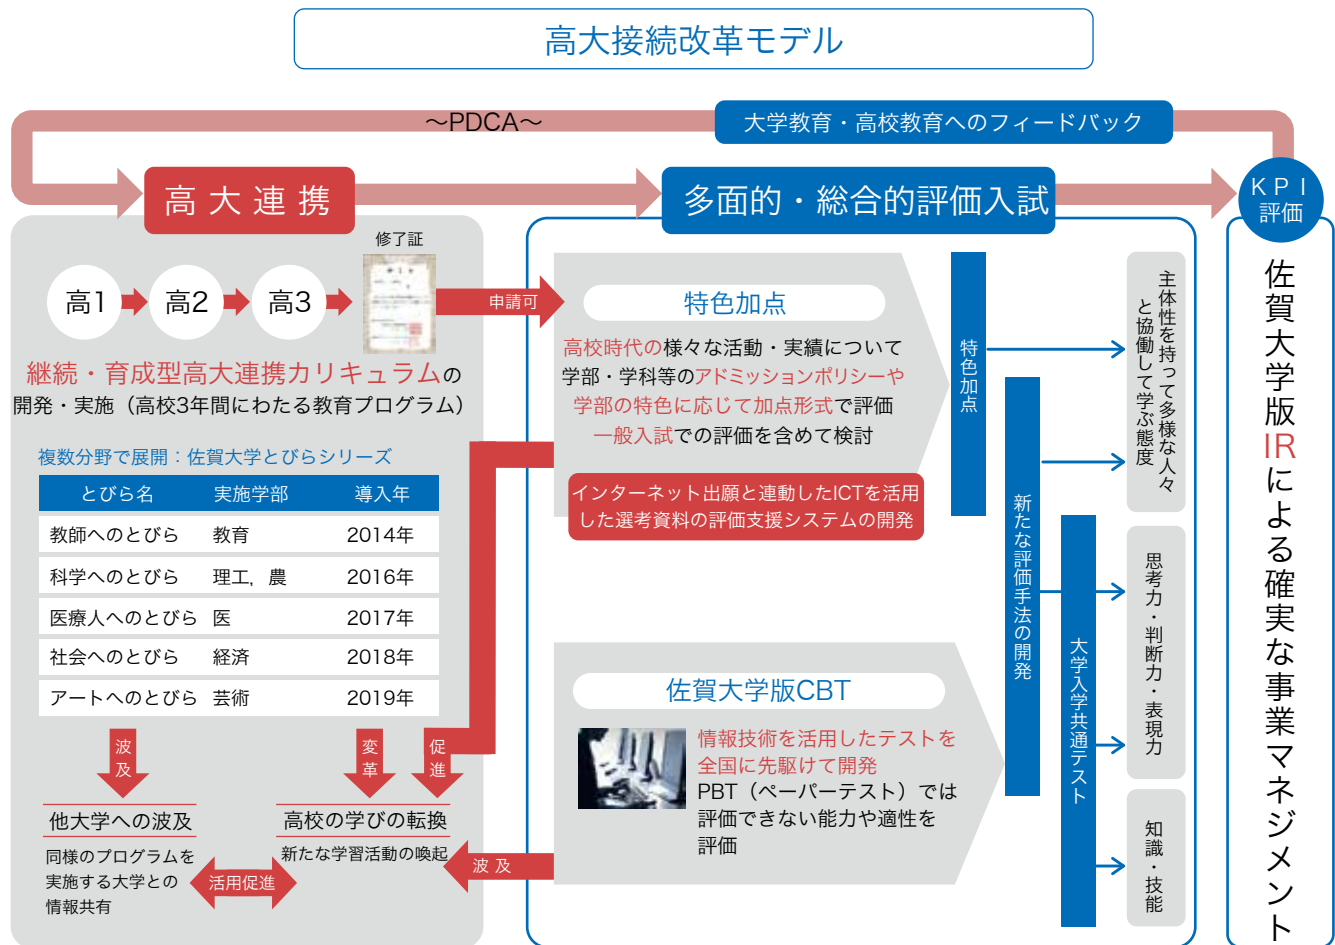 高大接続改革モデル
〜PDCA〜
大学教育・高校教育へのフィードバック
高大連携
多面的・総合的評価入試
KPI
評価
修了証
高1
高2
高3
申請可
継続・育成型高大連携カリキュラムの
開発・実施（高校3年間にわたる教育プログラム）
複数分野で展開：佐賀大学とびらシリーズ
とびら名 実施学部 導入年
教師へのとびら 教育 2014年
科学へのとびら 理工，農 2016年
医療人へのとびら 医 2017年
社会へのとびら 経済 2018年
アートへのとびら 芸術 2019年
波及
変革
促進
他大学への波及
同様のプログラムを
実施する大学との
情報共有
活用促進
高校の学びの転換
新たな学習活動の喚起
波及
特色加点
高校時代の様々な活動・実績について
学部・学科等のアドミッションポリシーや
学部の特色に応じて加点形式で評価
一般入試での評価を含めて検討
インターネット出願と連動したICTを活用
した選考資料の評価支援システムの開発
佐賀大学版CBT
情報技術を活用したテストを
全国に先駆けて開発
PBT（ペーパーテスト）では
評価できない能力や適性を
評価
特色加点
新たな評価手法の開発
大学入学共通テスト
主体性を持って多様な人々
と協働して学ぶ態度
思考力・判断力・表現力
知識・技能
佐賀大学版IRによる確実な事業マネジメント